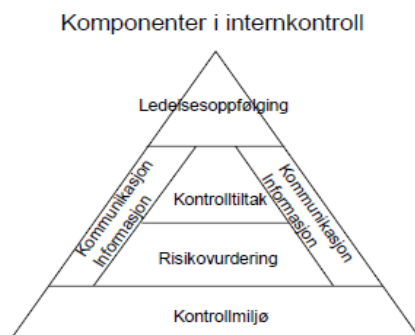 Komponenter i internkontroll
Ledelsesoppfølging
Kommunikasjon
Informasjon
Kontrolltiltak
Informasjon
Kommunikasjon
Risikovurdering
Kontrollmiljø